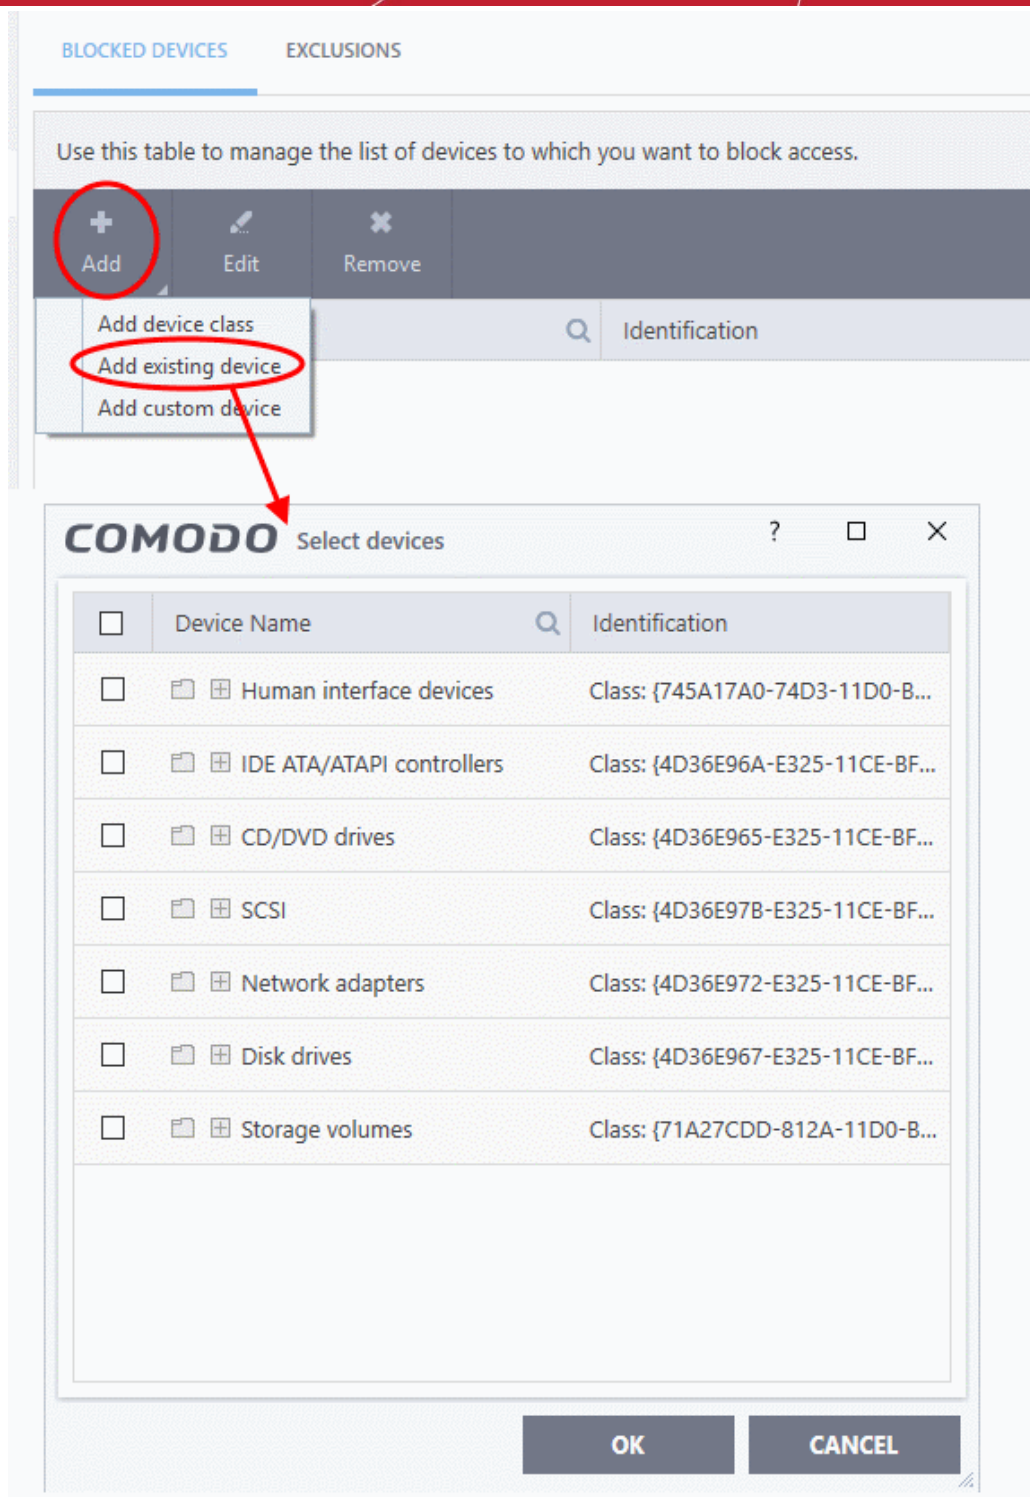 BLOCKED DEVICES EXCLUSIONS
Use this table to manage the list of devices to which you want to block access.
Add Edit Remove
Add device class
Identification
Add existing device
Add custom device
COMODO Select devices ?
Device Name Identification
Human interface devices Class: {745A17A0-74D3-11D0-B...
IDE ATA/ATAPI controllers Class: {4D36E96A-E325-11CE-BF...
CD/DVD drives Class: {4D36E965-E325-11CE-BF...
SCSI Class: {4D36E97B-E325-11CE-BF...
Network adapters Class: {4D36E972-E325-11CE-BF...
Disk drives Class: {4D36E967-E325-11CE-BF...
Storage volumes Class: {71A27CDD-812A-11D0-B...
OK CANCEL